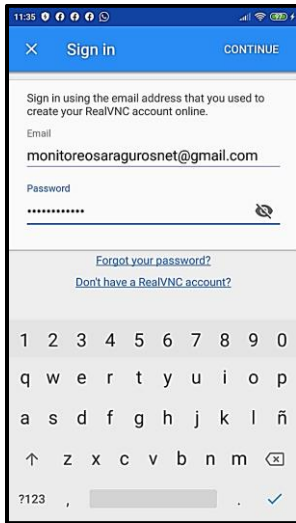 11:35
Sign in
CONTINUE
Sign in using the email address that you used to
create your RealVNC account online.
Email
monitoreosaragurosnet@gmail.com
Password
••••••••••••
Forgot your password?
Don't have a RealVNC account?
1 2 3 4 5 6 7 8 9 0
q w e r t y u i o p
a s d f g h j k l ñ
z x c v b n m
?123 , .